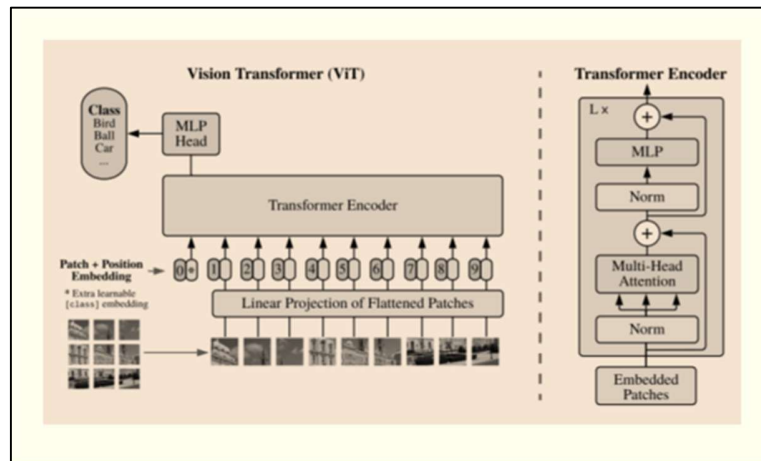 Vision Transformer (ViT)
Class
Bird
Ball
Car
...
MLP
Head
Transformer Encoder
Patch + Position
Embedding
* Extra learnable
[class] embedding
0 *
1
2
3
4
5
6
7
8
9
Linear Projection of Flattened Patches
Transformer Encoder
L ×
+
MLP
Norm
+
Multi-Head
Attention
Norm
Embedded
Patches